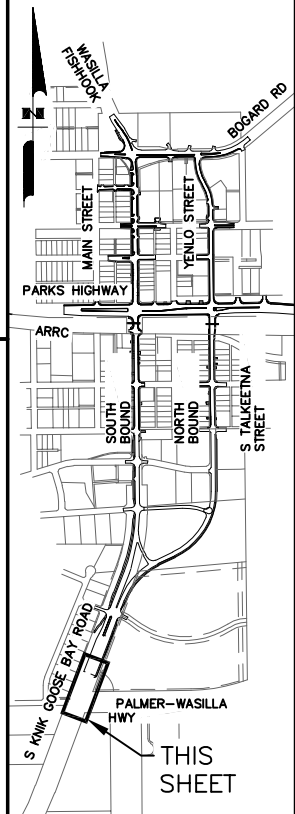 N
WASILLA
FISHHOOK
BOGARD RD
MAIN STREET
YENLO STREET
PARKS HIGHWAY
ARRC
SOUTH
BOUND
NORTH
BOUND
S TALKEETNA
STREET
S KNIK GOOSE BAY ROAD
PALMER-WASILLA
HWY
THIS
SHEET